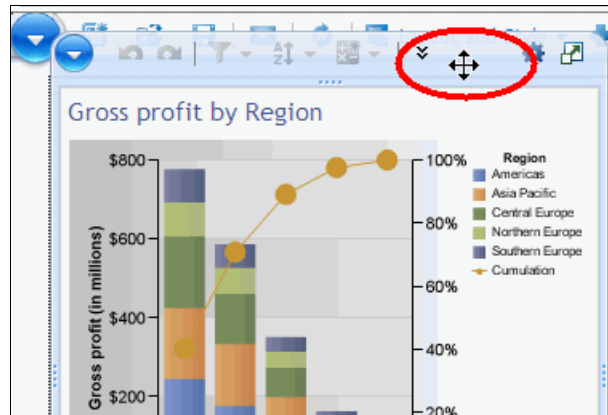 Gross profit by Region
Gross profit (in millions)
$800
$600
$400
$200
100%
80%
60%
40%
20%
Region
Americas
Asia Pacific
Central Europe
Northern Europe
Southern Europe
Cumulation